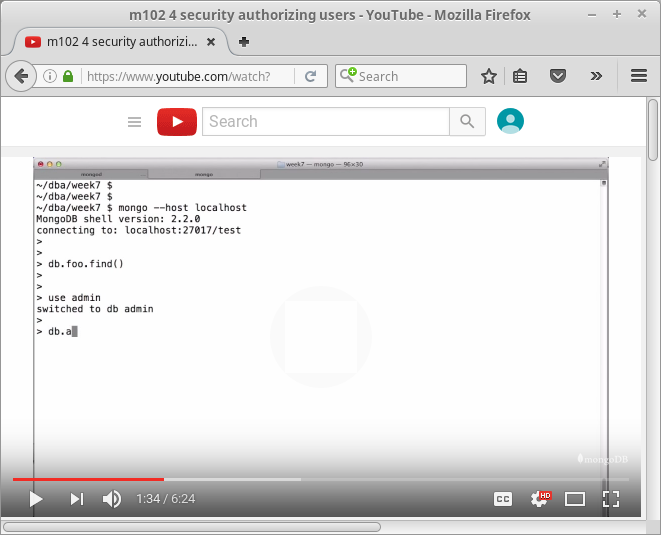 m102 4 security authorizing users - YouTube - Mozilla Firefox
m102 4 security authorizi...
https://www.youtube.com/watch?
Search
Search
week7 — mongo — 96×30
mongod
mongo
~/dba/week7 $
~/dba/week7 $
~/dba/week7 $ mongo --host localhost
MongoDB shell version: 2.2.0
connecting to: localhost:27017/test
>
>
> db.foo.find()
>
>
> use admin
switched to db admin
>
> db.a
mongoDB
1:34 / 6:24
CC
HD